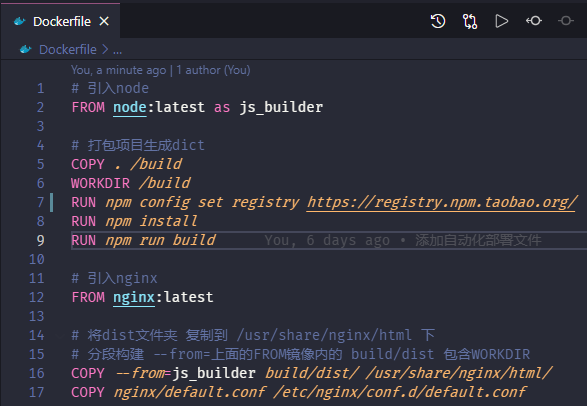 Dockerfile
Dockerfile > ...
You, a minute ago | 1 author (You)
1 # 引入node
2 FROM node:latest as js_builder
3
4 # 打包项目生成dict
5 COPY . /build
6 WORKDIR /build
7 RUN npm config set registry https://registry.npm.taobao.org/
8 RUN npm install
9 RUN npm run build You, 6 days ago • 添加自动化部署文件
10
11 # 引入nginx
12 FROM nginx:latest
13
14 # 将dist文件夹 复制到 /usr/share/nginx/html 下
15 # 分段构建 --from=上面的FROM镜像内的 build/dist 包含WORKDIR
16 COPY --from=js_builder build/dist/ /usr/share/nginx/html/
17 COPY nginx/default.conf /etc/nginx/conf.d/default.conf